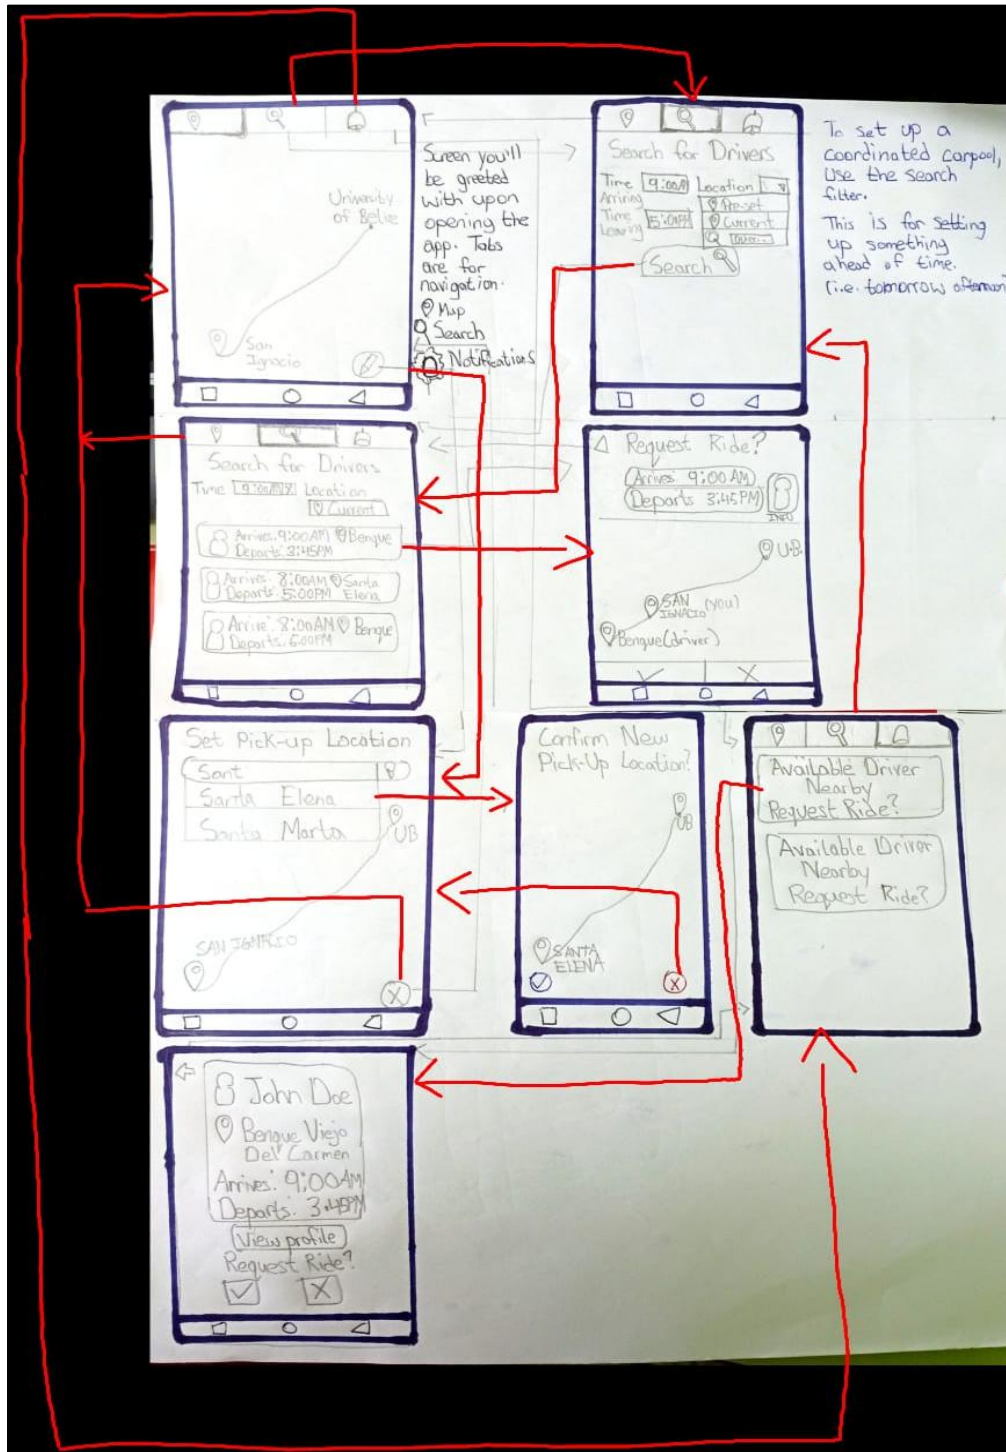 University
of Belize
San
Ignacio
Screen you'll
be greeted
with upon
opening the
app. Tabs
are for
navigation.
Map
Search
Notifications
Search for Drivers
Time
Arriving
9:00AM
Location
Time
Leaving
5:00PM
Pre-set
Current
Search
To set up a
coordinated carpool,
use the search
filter.
This is for setting
up something
ahead of time.
(i.e. tomorrow afternoon
Search for Drivers
Time 9:00AM Location
Current
Arrives: 9:00AM Benque
Departs: 3:45PM
Arrives: 8:00AM Santa
Departs: 5:00PM Elena
Arrive: 8:00AM Benque
Departs: 5:00PM
Request Ride?
Arrives: 9:00AM
Departs 3:45PM
INFO
U.B.
SAN
IGNACIO (you)
Benque(driver)
Set Pick-up Location
Sant
Santa Elena
Santa Marta
UB
SAN IGNACIO
X
Confirm New
Pick-Up Location?
UB
SANTA
ELENA
X
Available Driver
Nearby
Request Ride?
Available Driver
Nearby
Request Ride?
John Doe
Benque Viejo
Del Carmen
Arrives: 9:00AM
Departs: 3:45PM
View profile
Request Ride?
X